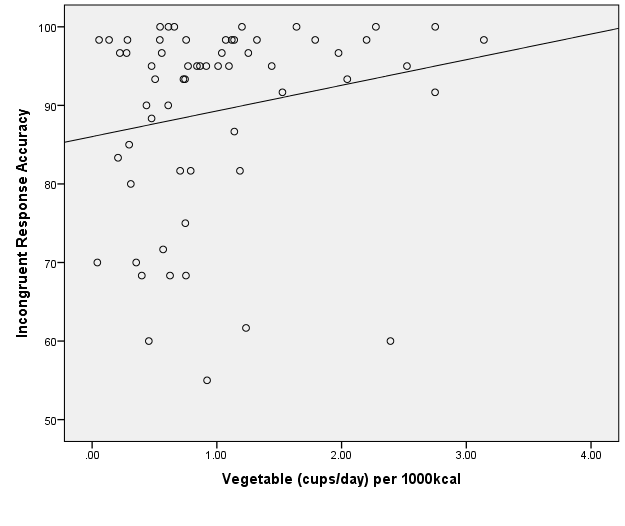 Incongruent Response Accuracy
100
90
80
70
60
50
.00 1.00 2.00 3.00 4.00
Vegetable (cups/day) per 1000kcal